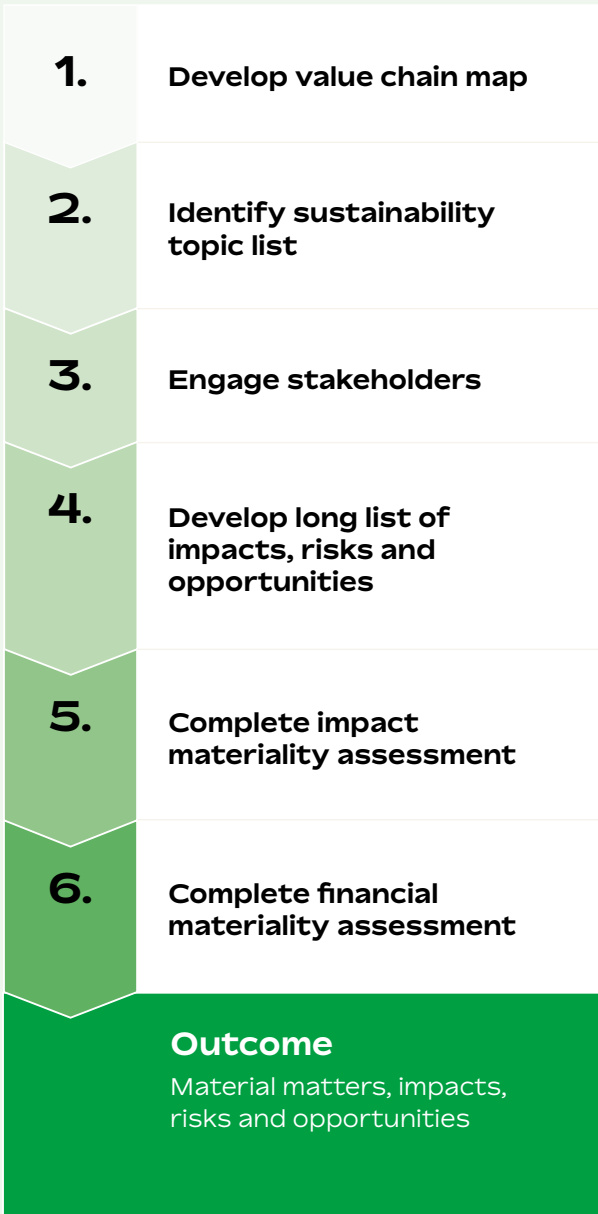 1.
Develop value chain map
2.
Identify sustainability
topic list
3.
Engage stakeholders
4.
Develop long list of
impacts, risks and
opportunities
5.
Complete impact
materiality assessment
6.
Complete financial
materiality assessment
Outcome
Material matters, impacts,
risks and opportunities